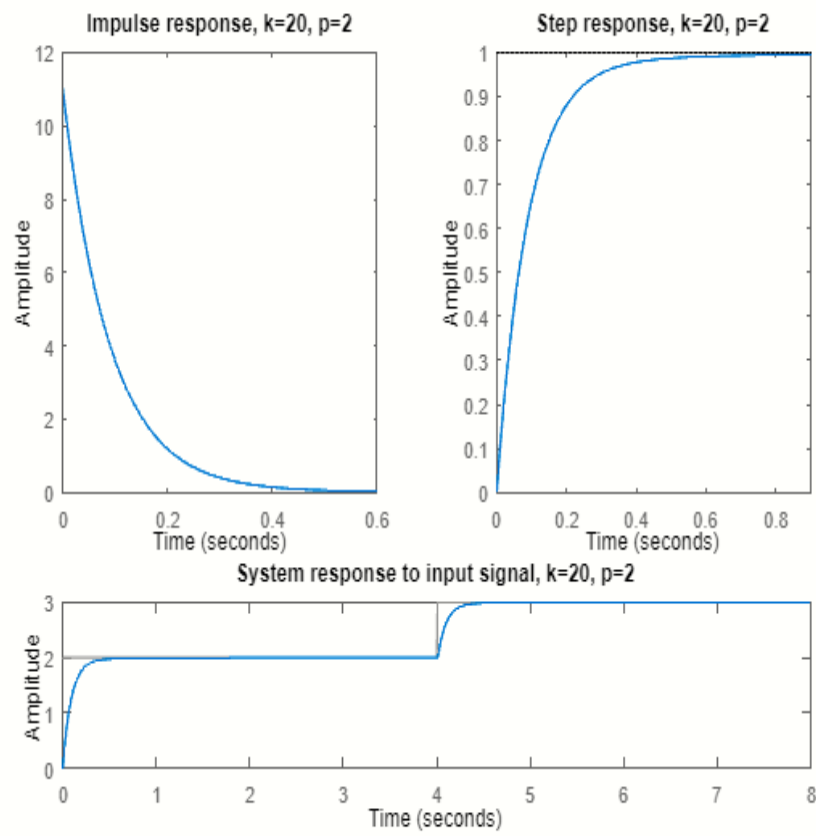 Impulse response, k=20, p=2
12
10
8
6
4
2
0
Amplitude
0 0.2 0.4 0.6
Time (seconds)
Step response, k=20, p=2
1
0.9
0.8
0.7
0.6
0.5
0.4
0.3
0.2
0.1
0
Amplitude
0 0.2 0.4 0.6 0.8
Time (seconds)
System response to input signal, k=20, p=2
3
2
1
0
Amplitude
0 1 2 3 4 5 6 7 8
Time (seconds)